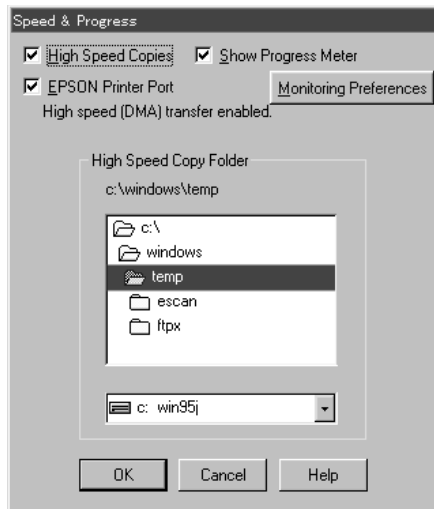 Speed & Progress
High Speed Copies Show Progress Meter
EPSON Printer Port Monitoring Preferences
High speed (DMA) transfer enabled.
High Speed Copy Folder
c:\windows\temp
c:\
windows
temp
escan
ftpx
c: win95j
OK Cancel Help